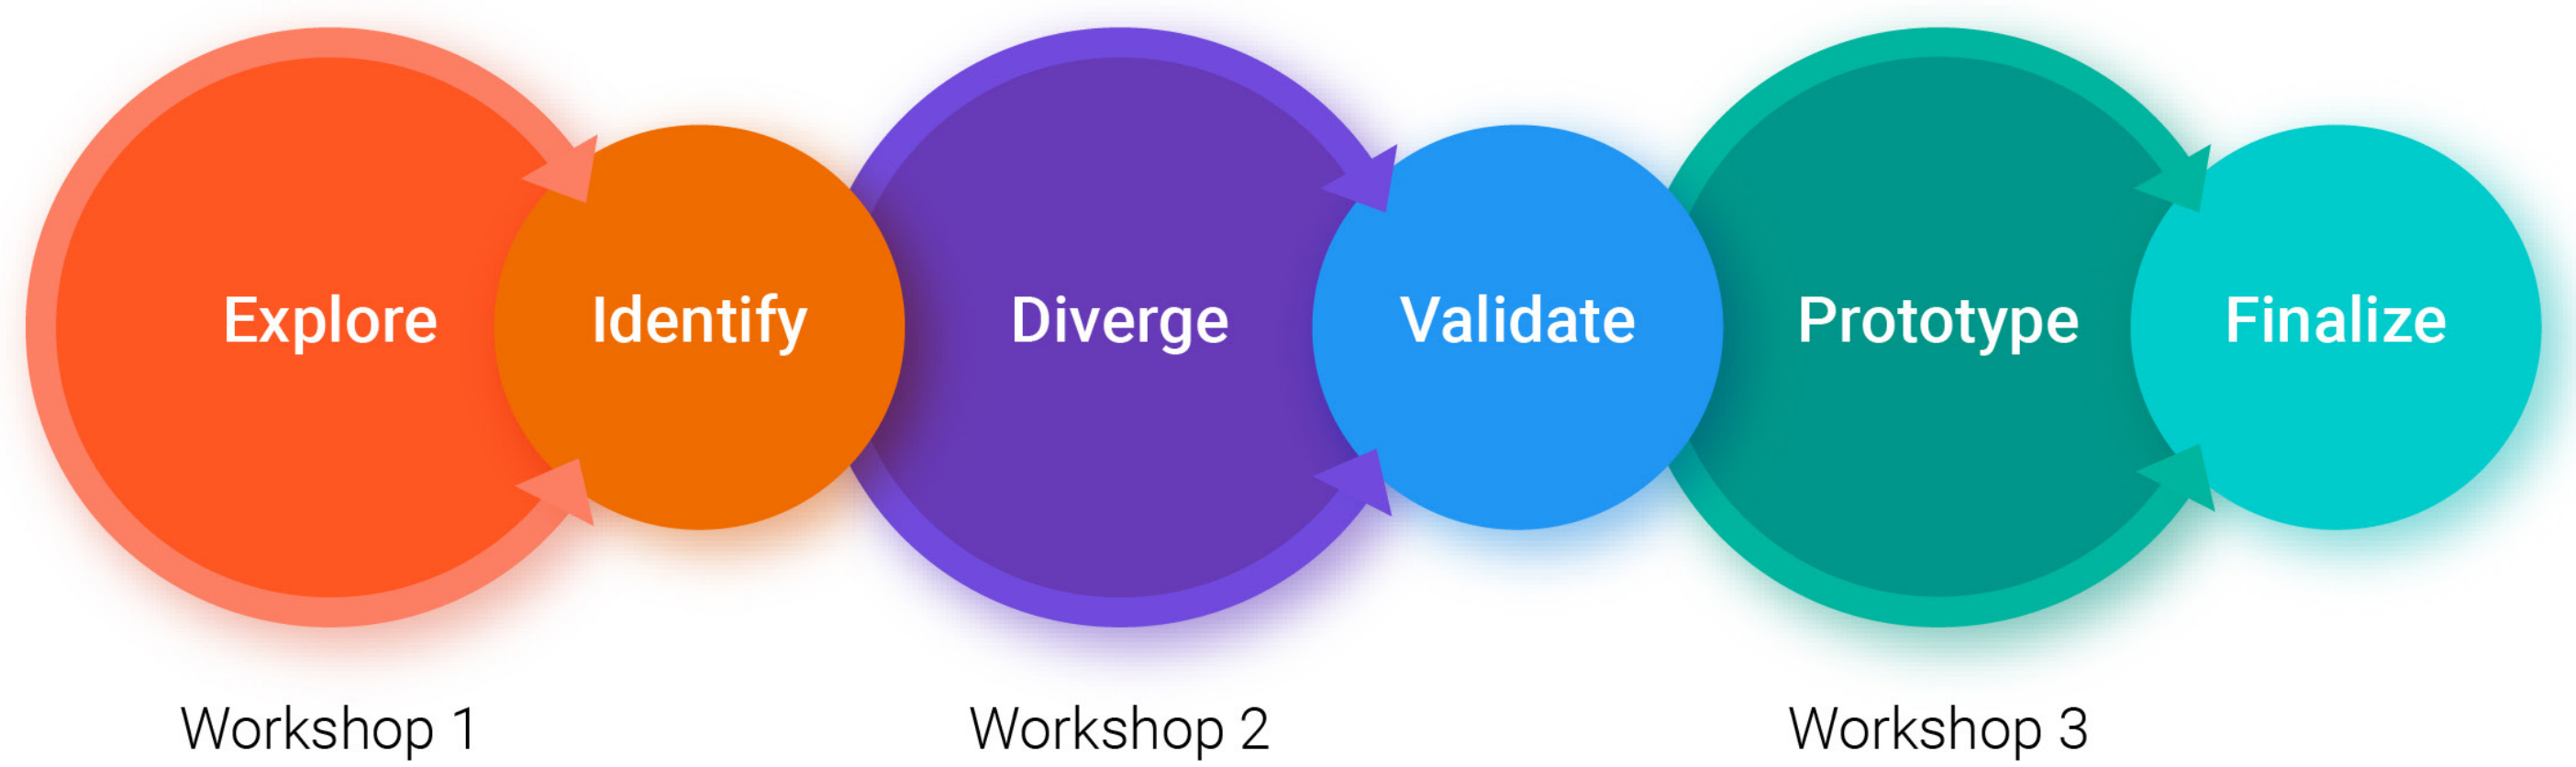 Explore
Identify
Diverge
Validate
Prototype
Finalize
Workshop 1
Workshop 2
Workshop 3